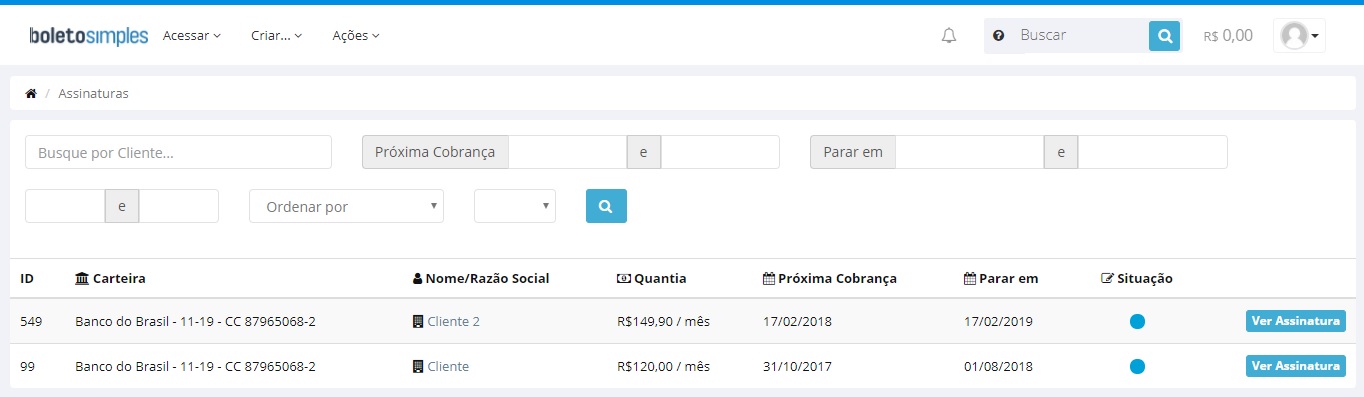 boletosimples Acessar Criar... Ações Buscar R$ 0,00
/ Assinaturas
Busque por Cliente... Próxima Cobrança e Parar em e
e Ordenar por
ID Carteira Nome/Razão Social Quantia Próxima Cobrança Parar em Situação
549 Banco do Brasil - 11-19 - CC 87965068-2 Cliente 2 R$149,90 / mês 17/02/2018 17/02/2019 Ver Assinatura
99 Banco do Brasil - 11-19 - CC 87965068-2 Cliente R$120,00 / mês 31/10/2017 01/08/2018 Ver Assinatura